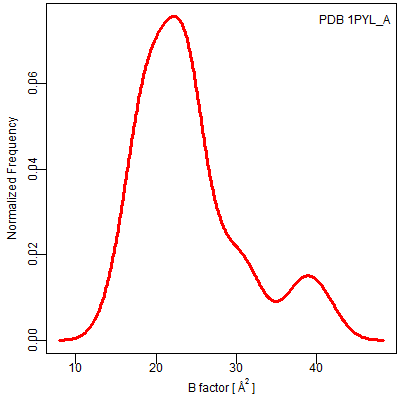 PDB 1PYL_A
Normalized Frequency
0.06
0.04
0.02
0.00
10 20 30 40
B factor [ Å2 ]